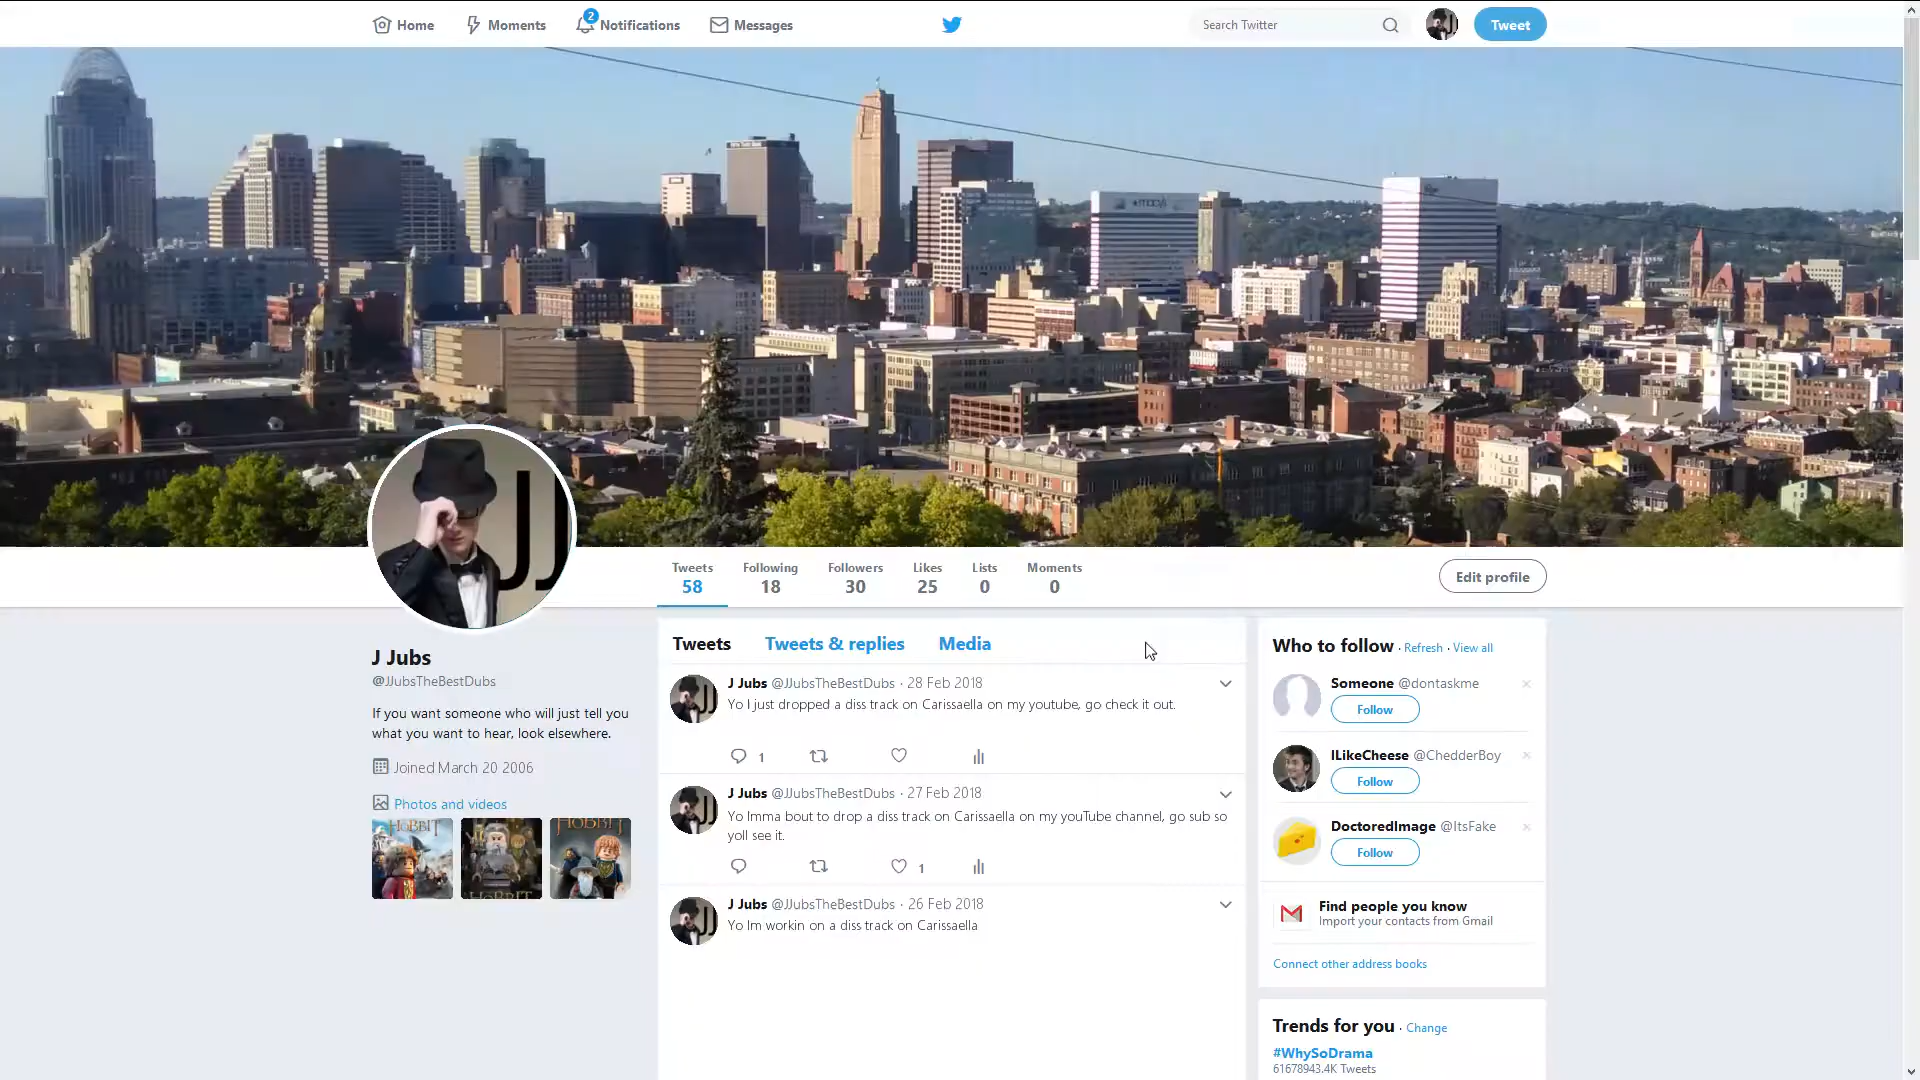 Home
Moments
2
Notifications
Messages
Search Twitter
Tweet
macy's
JJ
Tweets
58
Following
18
Followers
30
Likes
25
Lists
0
Moments
0
Edit profile
J Jubs
@JJubsTheBestDubs
If you want someone who will just tell you
what you want to hear, look elsewhere.
Joined March 20 2006
Photos and videos
HOBBIT
HOBBIT
HOBBIT
Tweets
Tweets & replies
Media
J Jubs @JJubsTheBestDubs · 28 Feb 2018
Yo I just dropped a diss track on Carissaella on my youtube, go check it out.
1
J Jubs @JJubsTheBestDubs · 27 Feb 2018
Yo Imma bout to drop a diss track on Carissaella on my youTube channel, go sub so
yoll see it.
1
J Jubs @JJubsTheBestDubs · 26 Feb 2018
Yo Im workin on a diss track on Carissaella
Who to follow · Refresh · View all
Someone @dontaskme
Follow
ILikeCheese @ChedderBoy
Follow
DoctoredImage @ItsFake
Follow
Find people you know
Import your contacts from Gmail
Connect other address books
Trends for you · Change
#WhySoDrama
61678943.4K Tweets